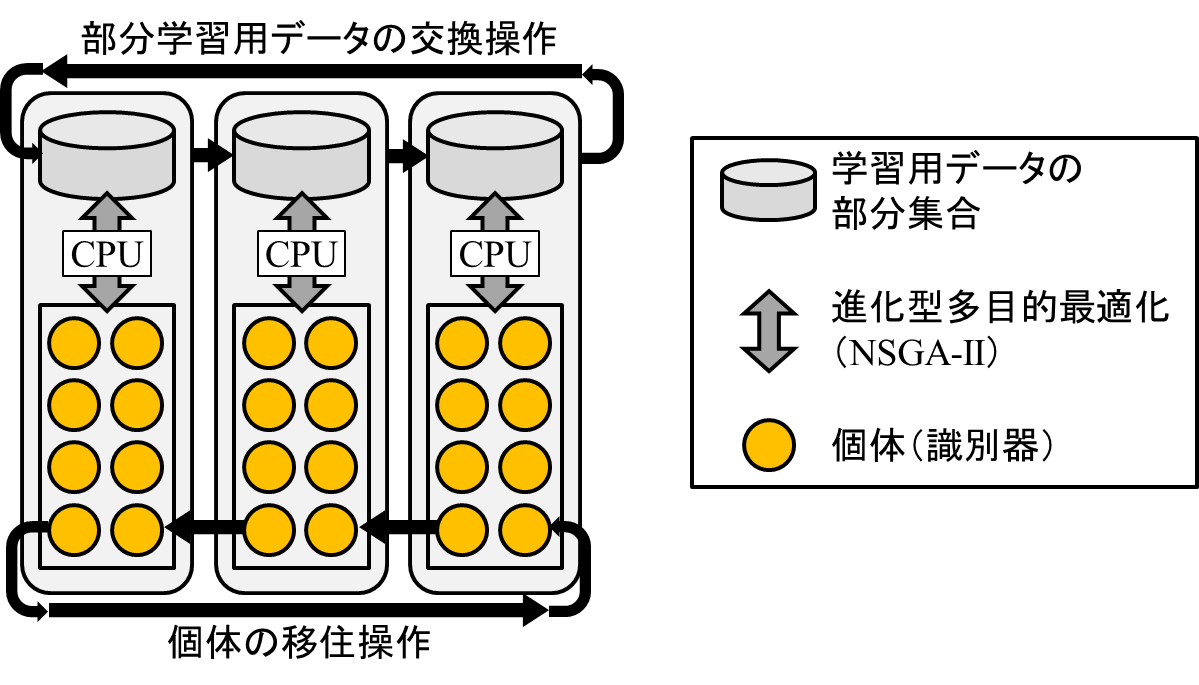 部分学習用データの交換操作
CPU
CPU
CPU
個体の移住操作
学習用データの
部分集合
進化型多目的最適化
（NSGA-II）
個体（識別器）